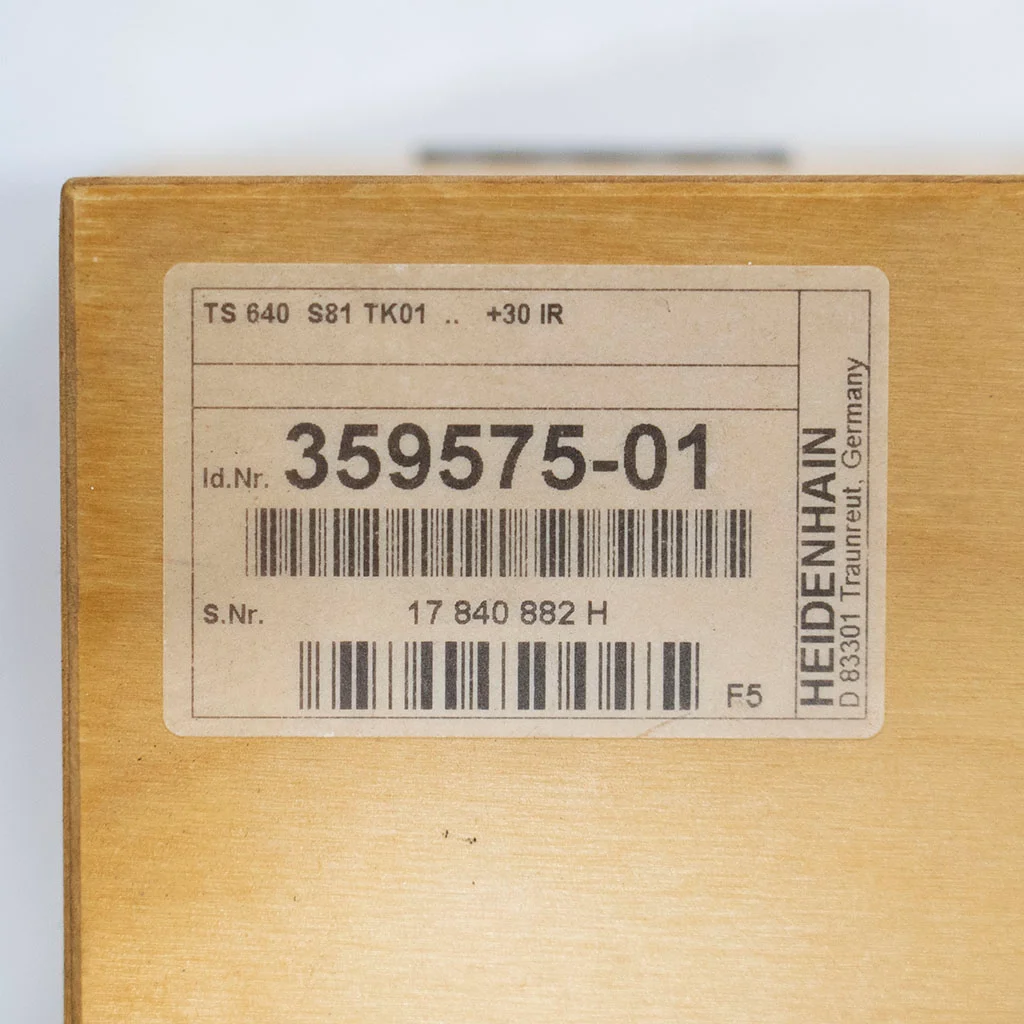 TS 640 S81 TK01 .. +30 IR
Id.Nr. 359575-01
S.Nr. 17 840 882 H
F5
HEIDENHAIN
D 83301 Traunreut, Germany